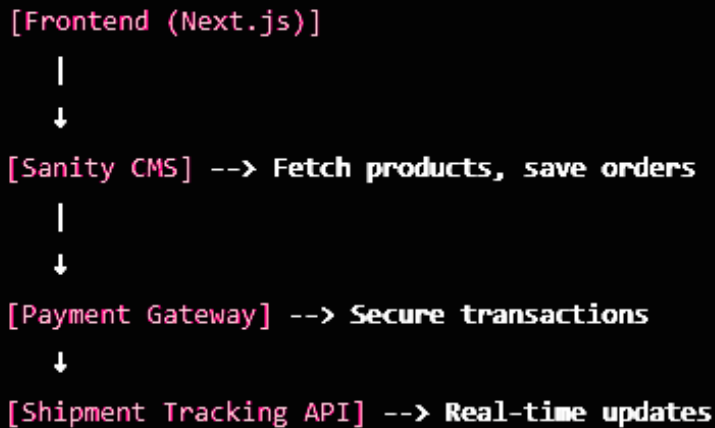 [Frontend (Next.js)]
|
↓
[Sanity CMS] --> Fetch products, save orders
|
↓
[Payment Gateway] --> Secure transactions
↓
[Shipment Tracking API] --> Real-time updates